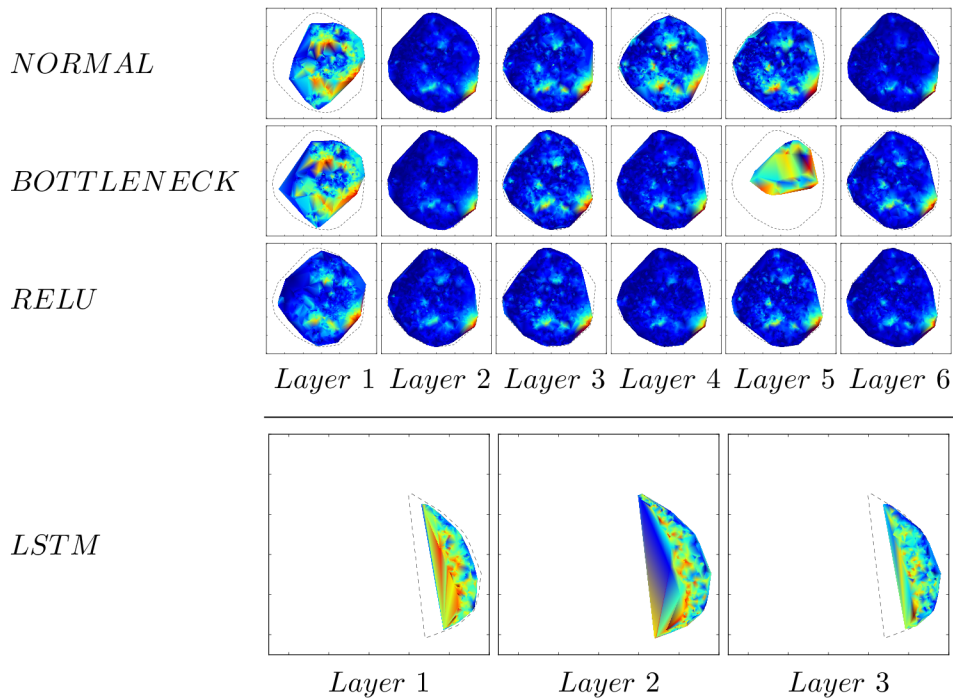 NORMAL
BOTTLENECK
RELU
Layer 1 Layer 2 Layer 3 Layer 4 Layer 5 Layer 6
LSTM
Layer 1 Layer 2 Layer 3